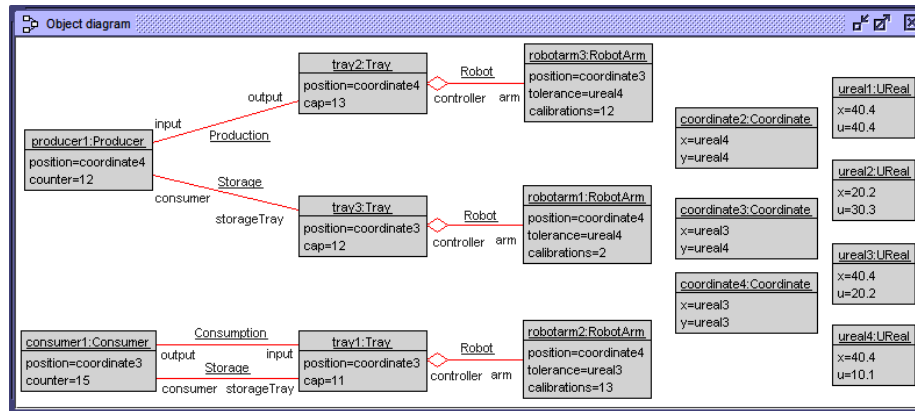 Object diagram
tray2:Tray
position=coordinate4
cap=13
robotarm3:RobotArm
position=coordinate3
tolerance=ureal4
calibrations=12
Robot
controller arm
output
input
Production
producer1:Producer
position=coordinate4
counter=12
Storage
consumer
storageTray
tray3:Tray
position=coordinate3
cap=12
Robot
controller arm
robotarm1:RobotArm
position=coordinate4
tolerance=ureal4
calibrations=2
consumer1:Consumer
position=coordinate3
counter=15
Consumption
output input
Storage
consumer storageTray
tray1:Tray
position=coordinate3
cap=11
Robot
controller arm
robotarm2:RobotArm
position=coordinate4
tolerance=ureal3
calibrations=13
coordinate2:Coordinate
x=ureal4
y=ureal4
coordinate3:Coordinate
x=ureal3
y=ureal4
coordinate4:Coordinate
x=ureal3
y=ureal3
ureal1:UReal
x=40.4
u=40.4
ureal2:UReal
x=20.2
u=30.3
ureal3:UReal
x=40.4
u=20.2
ureal4:UReal
x=40.4
u=10.1